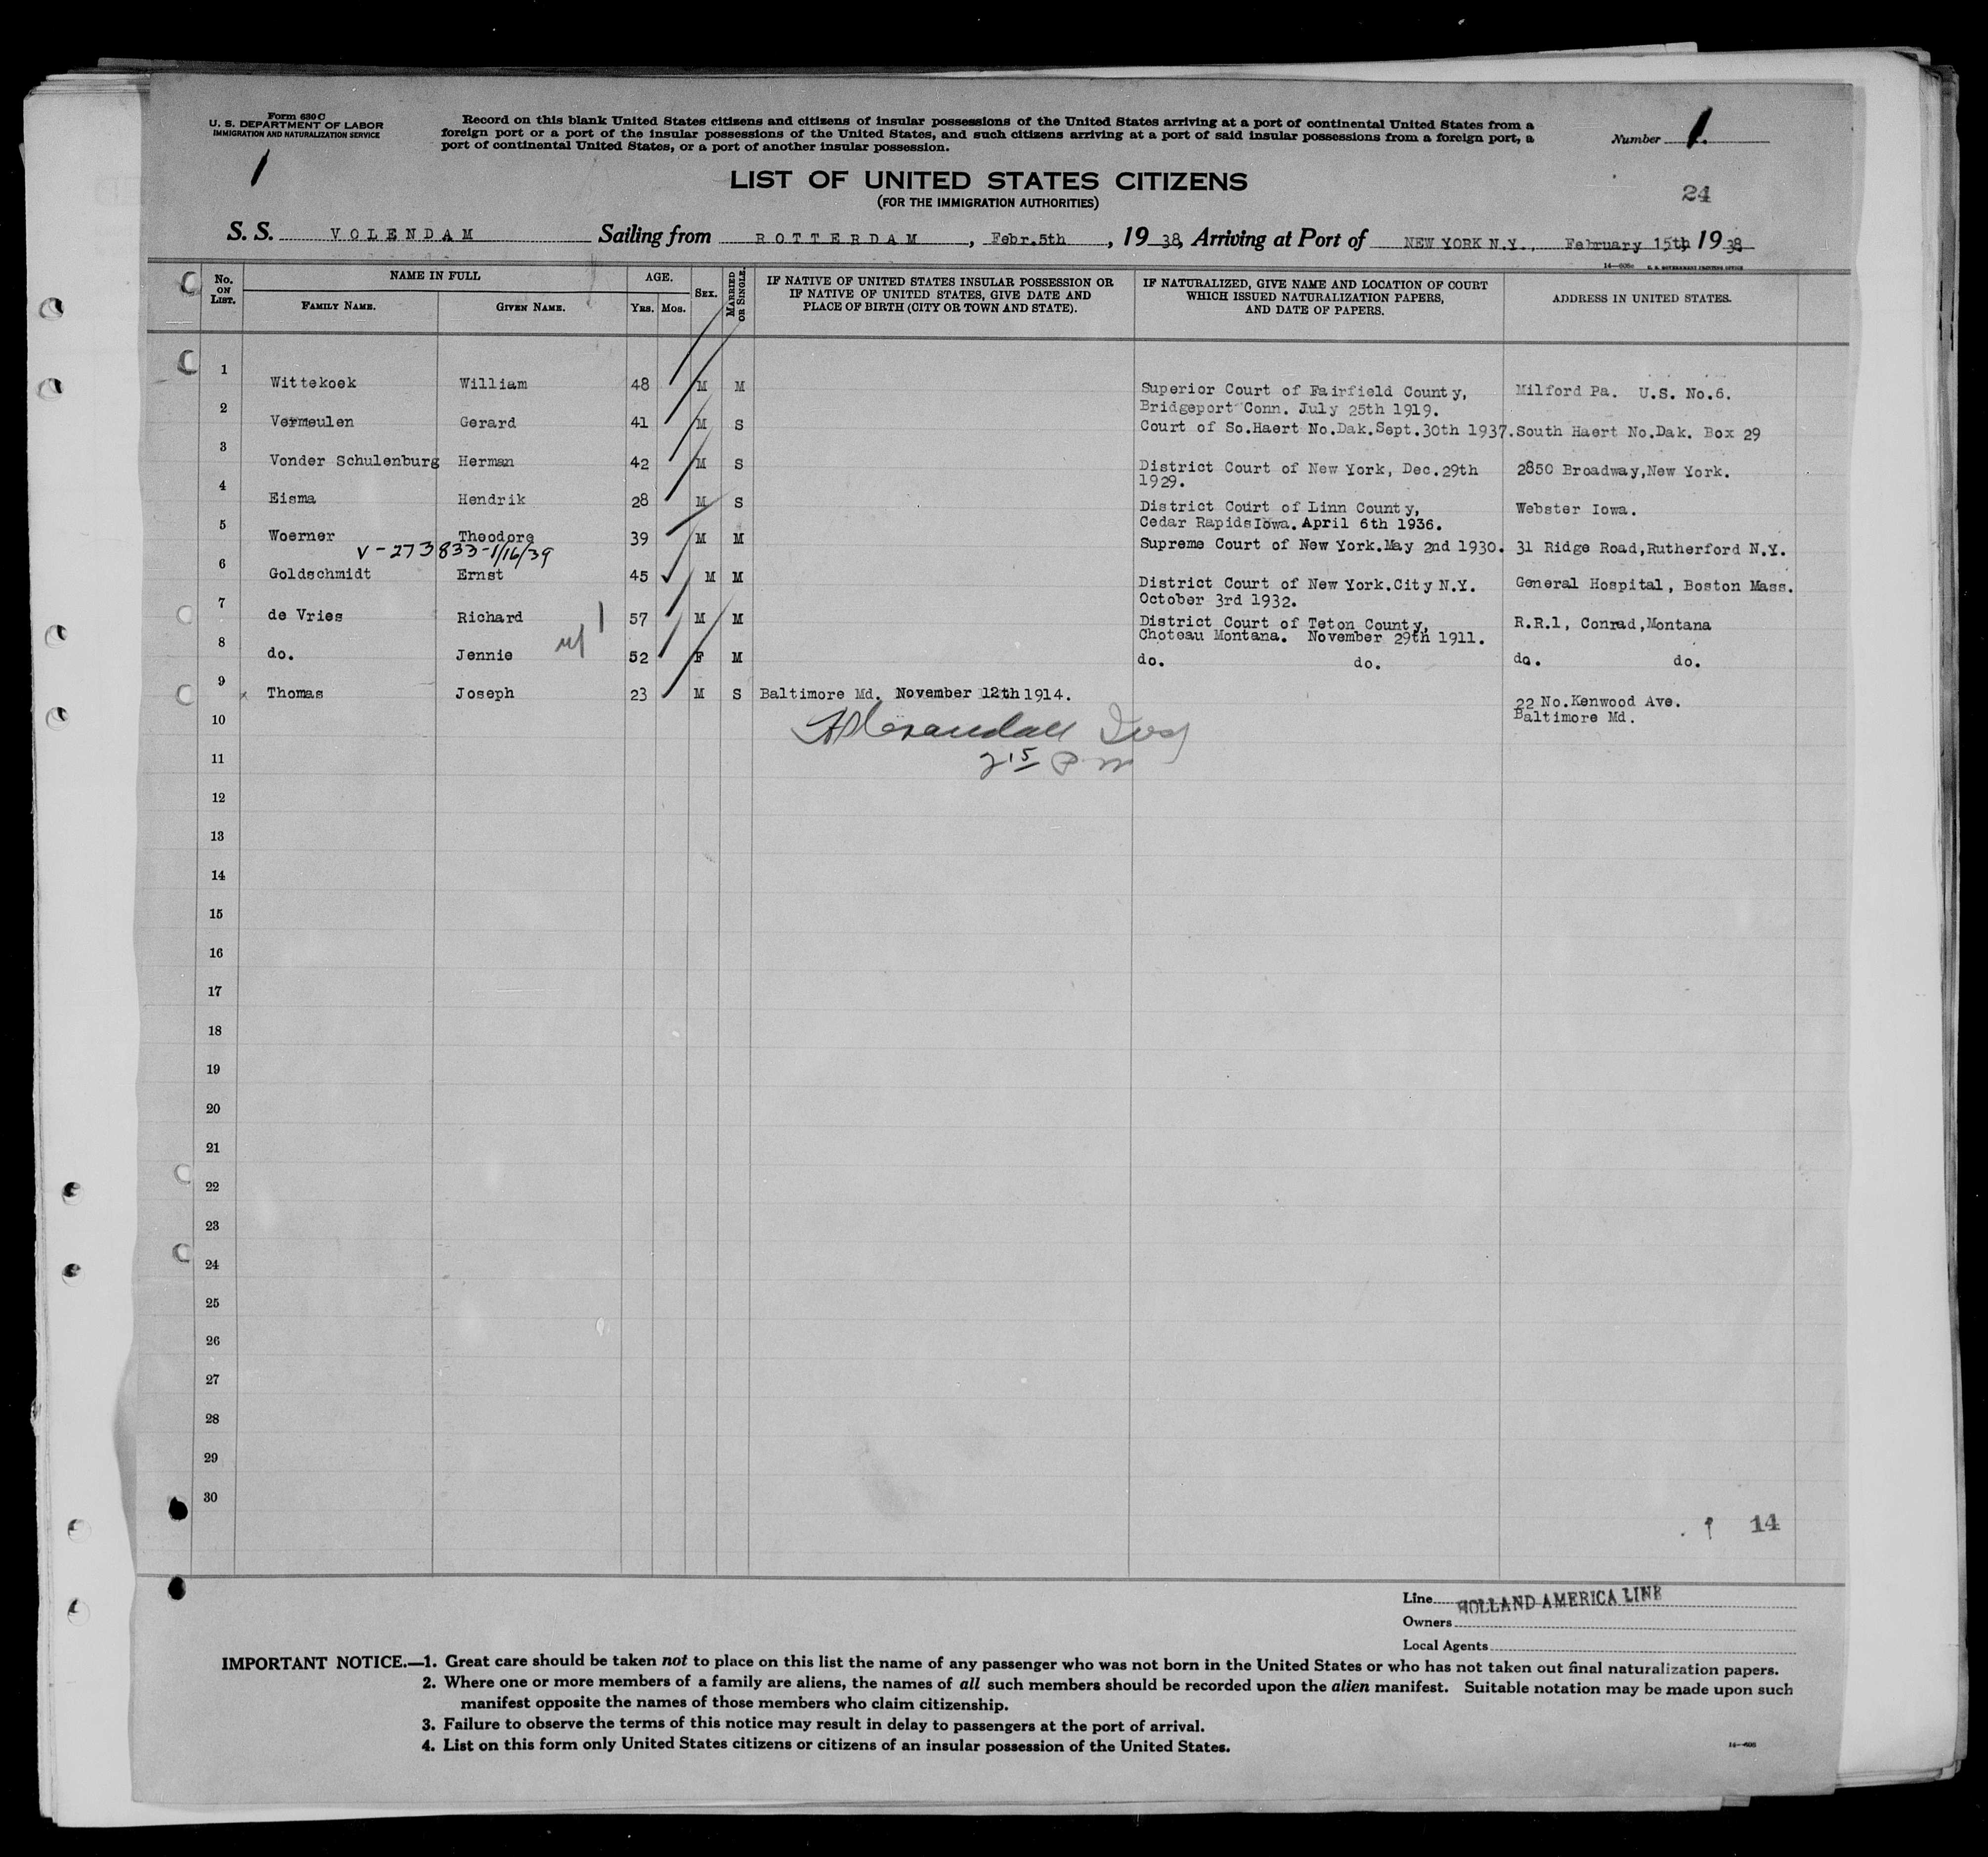 Form 630 C
U. S. DEPARTMENT OF LABOR
IMMIGRATION AND NATURALIZATION SERVICE
1
Record on this blank United States citizens and citizens of insular possessions of the United States arriving at a port of continental United States from a
foreign port or a port of the insular possessions of the United States, and such citizens arriving at a port of said insular possessions from a foreign port, a
port of continental United States, or a port of another insular possession.
Number 1.
LIST OF UNITED STATES CITIZENS
(FOR THE IMMIGRATION AUTHORITIES)
24
S. S. VOLENDAM Sailing from ROTTERDAM, Febr.5th, 1938, Arriving at Port of NEW YORK N.Y., February 15th, 1938
No. ON LIST.
NAME IN FULL
FAMILY NAME.
GIVEN NAME.
AGE.
YRS. MOS.
SEX.
MARRIED OR SINGLE.
IF NATIVE OF UNITED STATES INSULAR POSSESSION OR
IF NATIVE OF UNITED STATES, GIVE DATE AND
PLACE OF BIRTH (CITY OR TOWN AND STATE).
IF NATURALIZED, GIVE NAME AND LOCATION OF COURT
WHICH ISSUED NATURALIZATION PAPERS,
AND DATE OF PAPERS.
ADDRESS IN UNITED STATES.
1 Wittekoek William 48 M M Superior Court of Fairfield County, Milford Pa. U.S. No.6.
Bridgeport Conn. July 25th 1919.
2 Vermeulen Gerard 41 M S Court of So.Haert No.Dak.Sept.30th 1937. South Haert No.Dak. Box 29
3 Vonder Schulenburg Herman 42 M S District Court of New York, Dec.29th 2850 Broadway,New York.
1929.
4 Eisma Hendrik 28 M S District Court of Linn County, Webster Iowa.
Cedar Rapids Iowa. April 6th 1936.
5 Woerner Theodore 39 M M Supreme Court of New York.May 2nd 1930. 31 Ridge Road,Rutherford N.Y.
V-273833-1/16/39
6 Goldschmidt Ernst 45 M M District Court of New York.City N.Y. General Hospital, Boston Mass.
October 3rd 1932.
7 de Vries Richard 57 M M District Court of Teton County, R.R.1, Conrad,Montana
Choteau Montana. November 29th 1911.
8 do. Jennie 52 F M do. do. do. do.
9 x Thomas Joseph 23 M S Baltimore Md. November 12th 1914. 22 No.Kenwood Ave.
Baltimore Md.
10
2 15 P M
11
12
13
14
15
16
17
18
19
20
21
22
23
24
25
26
27
28
29
30
14
Line HOLLAND AMERICA LINE
Owners
Local Agents
IMPORTANT NOTICE.—1. Great care should be taken not to place on this list the name of any passenger who was not born in the United States or who has not taken out final naturalization papers.
2. Where one or more members of a family are aliens, the names of all such members should be recorded upon the alien manifest. Suitable notation may be made upon such
manifest opposite the names of those members who claim citizenship.
3. Failure to observe the terms of this notice may result in delay to passengers at the port of arrival.
4. List on this form only United States citizens or citizens of an insular possession of the United States.